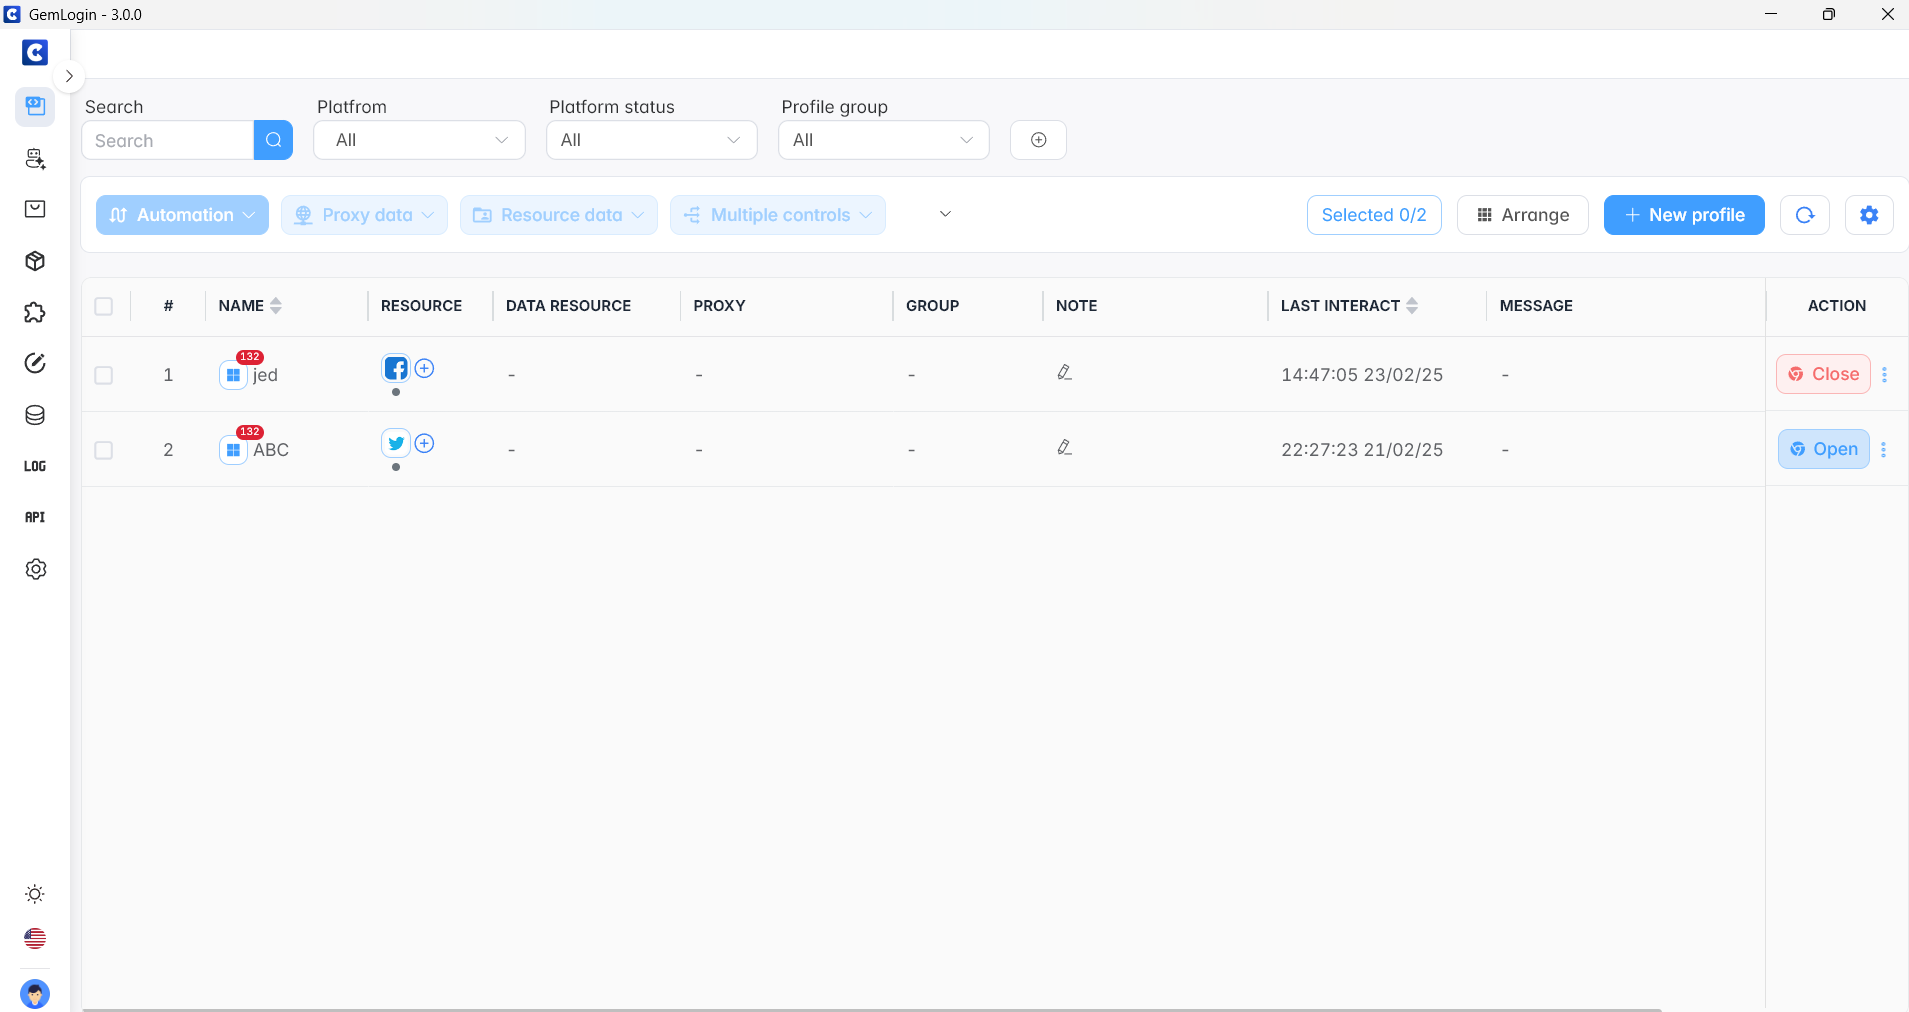 GemLogin - 3.0.0
Search Platfrom Platform status Profile group
Search All All All
Automation Proxy data Resource data Multiple controls Selected 0/2 Arrange New profile
# NAME RESOURCE DATA RESOURCE PROXY GROUP NOTE LAST INTERACT MESSAGE ACTION
132
1 jed - - - 14:47:05 23/02/25 - Close
132
2 ABC - - - 22:27:23 21/02/25 - Open
LOG
API